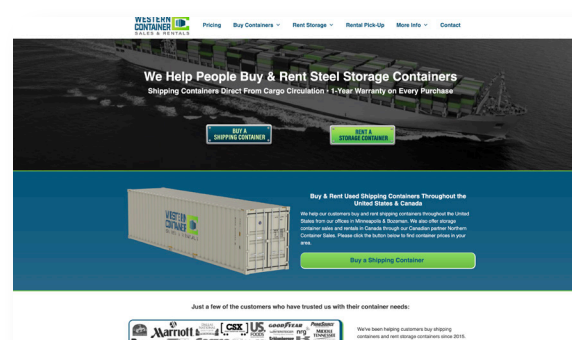 WESTERN
CONTAINER
SALES & RENTALS
Pricing Buy Containers Rent Storage Rental Pick-Up More Info Contact
We Help People Buy & Rent Steel Storage Containers
Shipping Containers Direct From Cargo Circulation • 1-Year Warranty on Every Purchase
BUY A
SHIPPING CONTAINER
RENT A
STORAGE CONTAINER
Buy & Rent Used Shipping Containers Throughout the
United States & Canada
We help our customers buy and rent shipping containers throughout the United
States from our offices in Minneapolis & Bozeman. We also offer storage
container sales and rentals in Canada through our Canadian partner Northern
Container Sales. Please click the button below to find container prices in your
area.
Buy a Shipping Container
WESTERN
CONTAINER
Just a few of the customers who have trusted us with their container needs:
Marriott
CSX
US.
FOODS
GOODYEAR
nrg
Schlumberger
MIDDLE
TENNESSEE
We've been helping customers buy shipping
containers and rent storage containers since 2015.